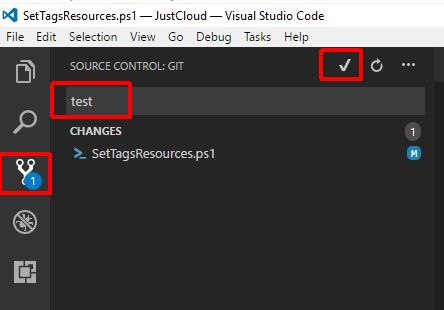 SetTagsResources.ps1 — JustCloud — Visual Studio Code
File Edit Selection View Go Debug Tasks Help
SOURCE CONTROL: GIT
test
CHANGES 1
SetTagsResources.ps1 M
1